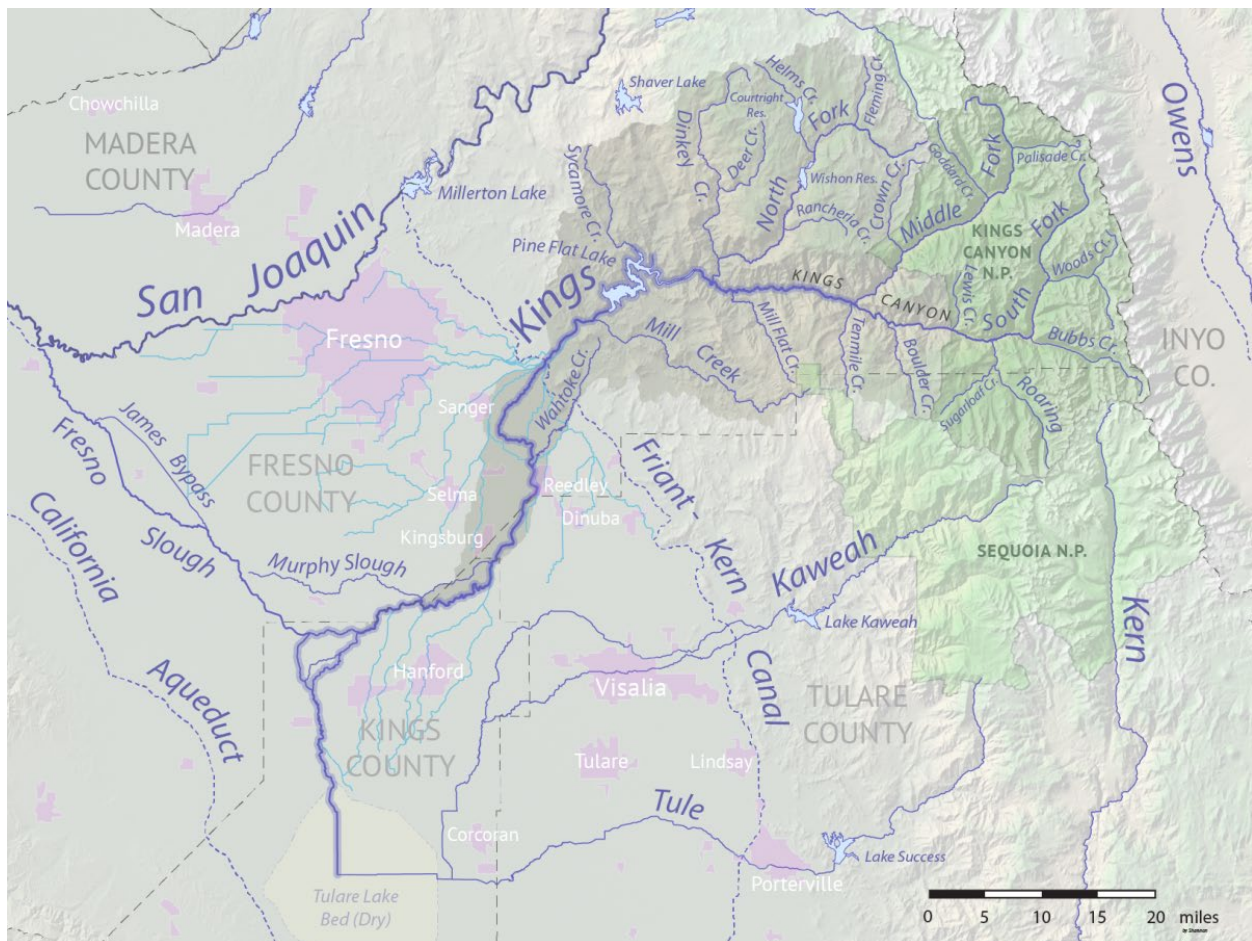 Chowchilla
MADERA
COUNTY
Madera
San Joaquin
Millerton Lake
Shaver Lake
Helms Cr.
Courtright
Res.
Fleming Cr.
Dinkey Cr.
Deer Cr.
North Fork
Wishon Res.
Rancheria Cr.
Crown Cr.
Goddard Cr.
Middle Fork
Palisade Cr.
Owens
Sycamore Cr.
Pine Flat Lake
Kings
KINGS CANYON
KINGS
CANYON
N.P.
South Fork
Woods Cr.
Lewis Cr.
Bubbs Cr.
INYO
CO.
Fresno
Mill Creek
Mill Flat Cr.
Tenmile Cr.
Boulder Cr.
Sugarloaf Cr.
Roaring
Wahtoke Cr.
Sanger
James Bypass
Fresno Slough
FRESNO
COUNTY
Selma
Reedley
Dinuba
Kingsburg
Friant-Kern Canal
California Aqueduct
Murphy Slough
Kaweah
SEQUOIA N.P.
Kern
Lake Kaweah
Hanford
Visalia
KINGS
COUNTY
TULARE
COUNTY
Tulare
Lindsay
Tule
Corcoran
Lake Success
Porterville
Tulare Lake
Bed (Dry)
0 5 10 15 20 miles
by Shannon